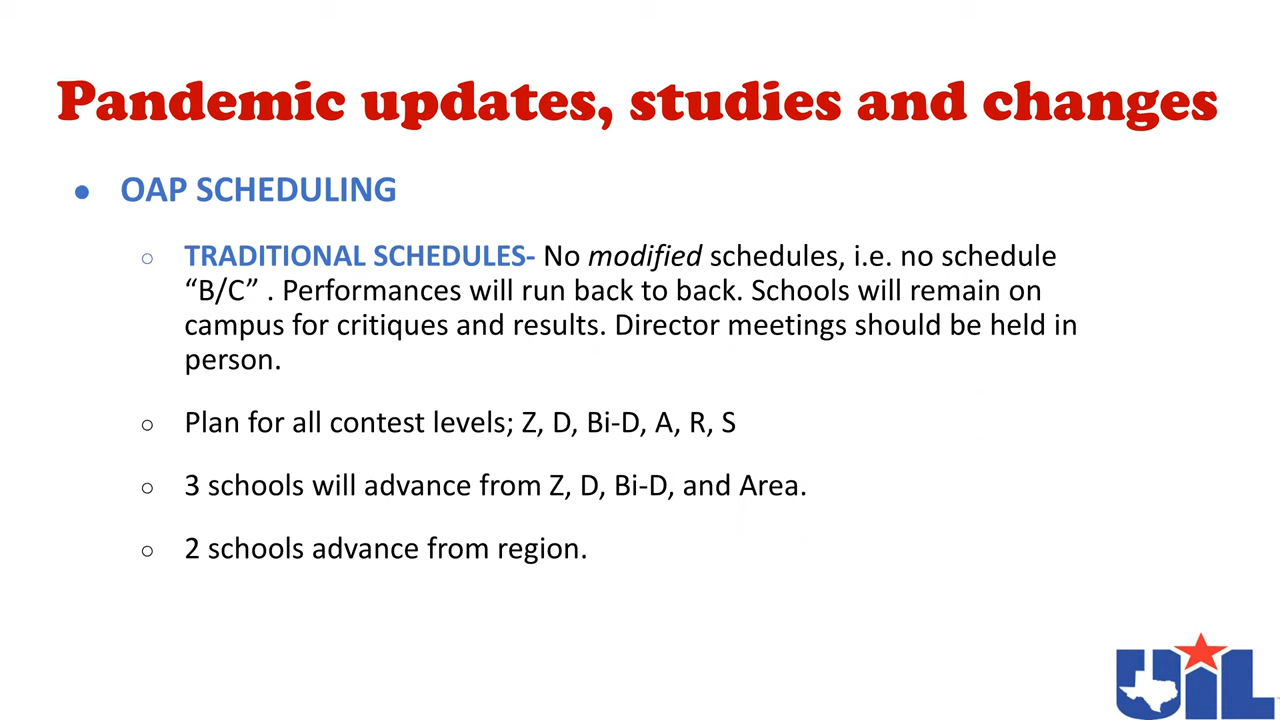 Pandemic updates, studies and changes
● OAP SCHEDULING
○ TRADITIONAL SCHEDULES- No modified schedules, i.e. no schedule
“B/C” . Performances will run back to back. Schools will remain on
campus for critiques and results. Director meetings should be held in
person.
○ Plan for all contest levels; Z, D, Bi-D, A, R, S
○ 3 schools will advance from Z, D, Bi-D, and Area.
○ 2 schools advance from region.
UIL